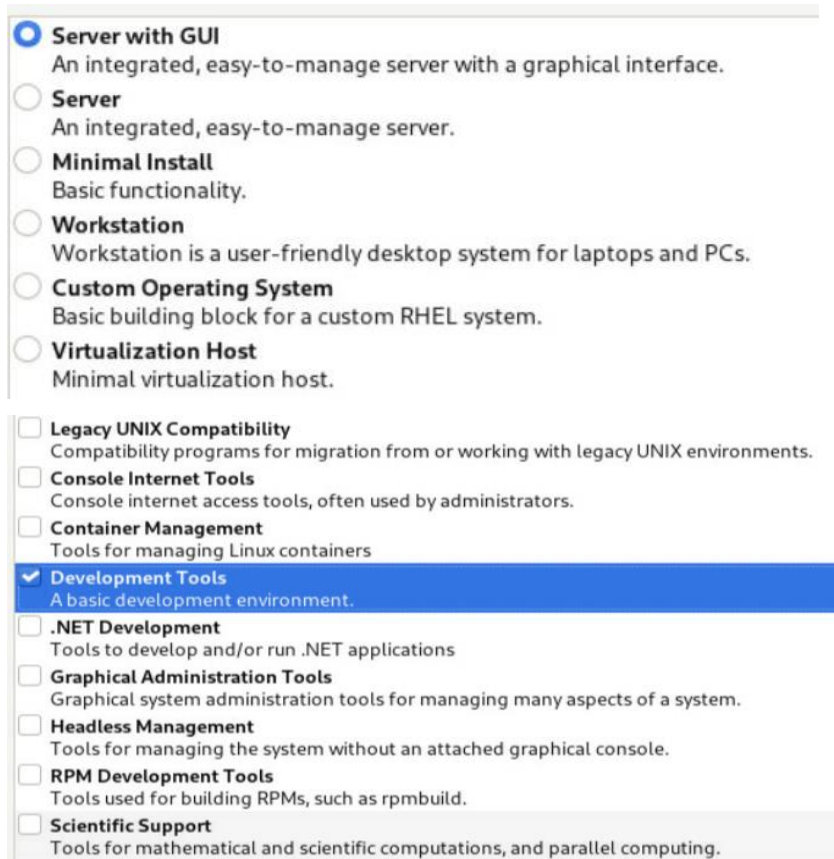 Server with GUI
An integrated, easy-to-manage server with a graphical interface.
Server
An integrated, easy-to-manage server.
Minimal Install
Basic functionality.
Workstation
Workstation is a user-friendly desktop system for laptops and PCs.
Custom Operating System
Basic building block for a custom RHEL system.
Virtualization Host
Minimal virtualization host.
Legacy UNIX Compatibility
Compatibility programs for migration from or working with legacy UNIX environments.
Console Internet Tools
Console internet access tools, often used by administrators.
Container Management
Tools for managing Linux containers
Development Tools
A basic development environment.
.NET Development
Tools to develop and/or run .NET applications
Graphical Administration Tools
Graphical system administration tools for managing many aspects of a system.
Headless Management
Tools for managing the system without an attached graphical console.
RPM Development Tools
Tools used for building RPMs, such as rpmbuild.
Scientific Support
Tools for mathematical and scientific computations, and parallel computing.